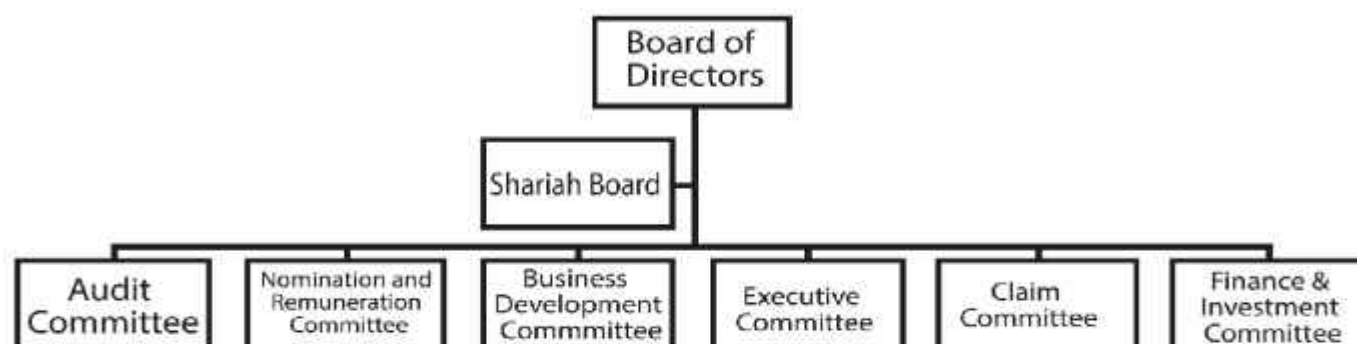 Board of
Directors
Shariah Board
Audit
Committee
Nomination and
Remuneration
Committee
Business
Development
Commmittee
Executive
Committee
Claim
Committee
Finance &
Investment
Committee